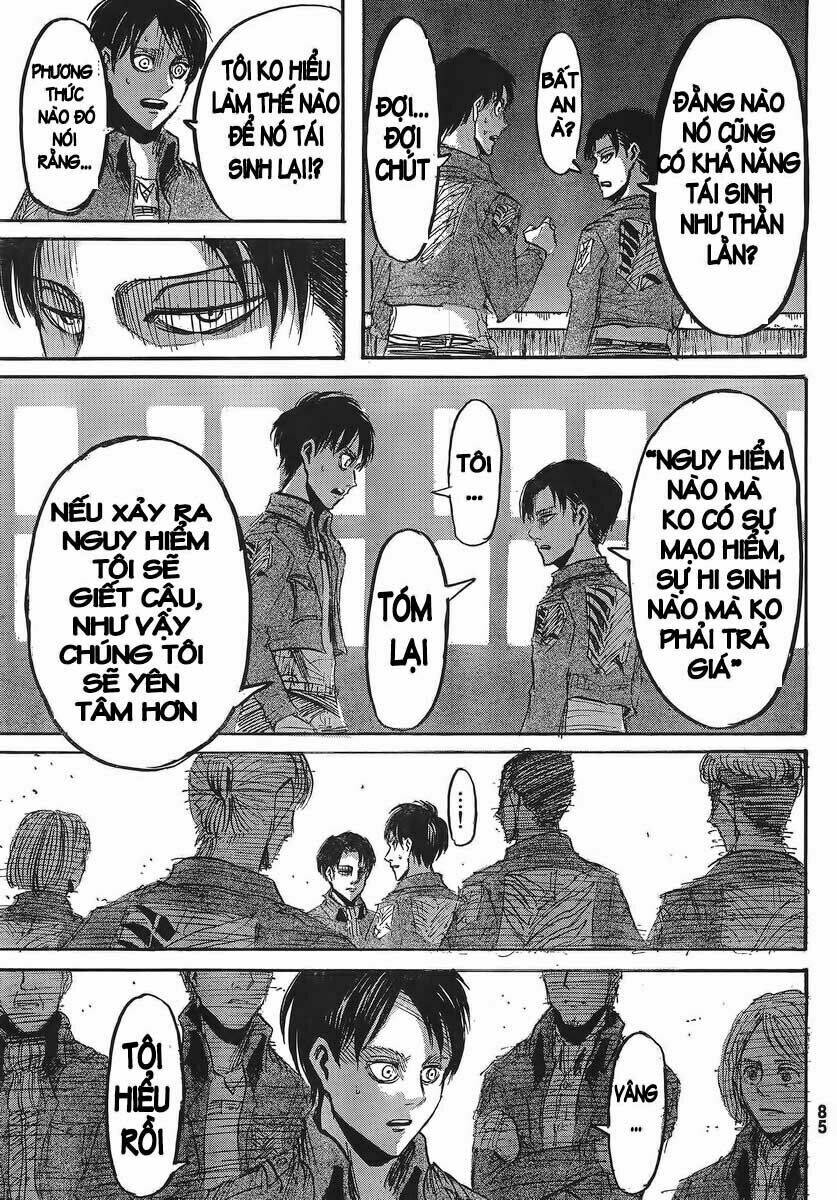 ĐẰNG NÀO
NÓ CŨNG
CÓ KHẢ NĂNG
TÁI SINH
NHƯ THẰN
LẰN?
BẤT
AN
À?
ĐỢI...
ĐỢI
CHÚT
TÔI KO HIỂU
LÀM THẾ NÀO
ĐỂ NÓ TÁI
SINH LẠI!?
PHƯƠNG
THỨC
NÀO ĐÓ
NÓI
RẰNG...
"NGUY HIỂM
NÀO MÀ
KO CÓ SỰ
MẠO HIỂM,
SỰ HI SINH
NÀO MÀ KO
PHẢI TRẢ
GIÁ"
TÔI
...
TÓM
LẠI
NẾU XẢY RA
NGUY HIỂM
TÔI SẼ
GIẾT CẬU,
NHƯ VẬY
CHÚNG TÔI
SẼ YÊN
TÂM HƠN
...!
VÂNG
...
TÔI
HIỂU
RỒI
85